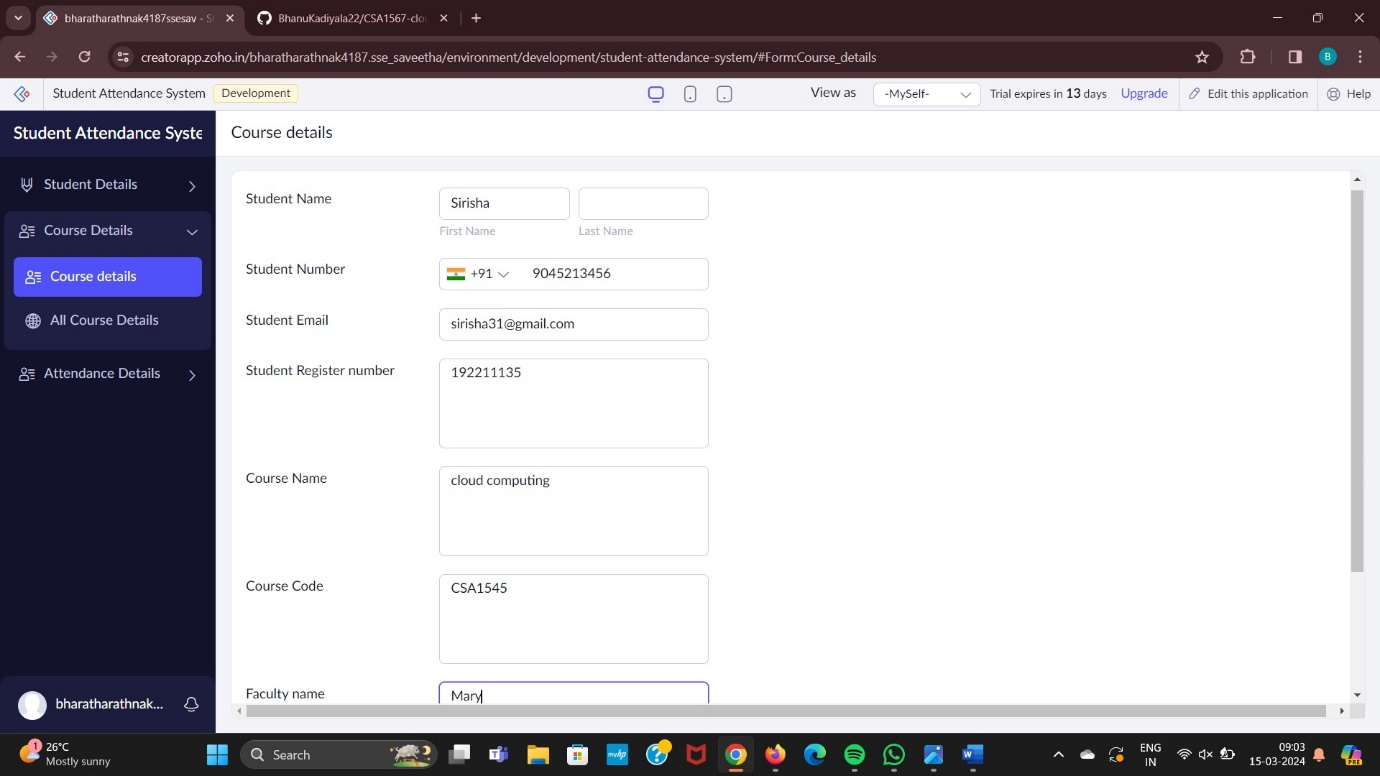 bharatharathnak4187ssesav - S
BhanuKadiyala22/CSA1567-clo
creatorapp.zoho.in/bharatharathnak4187.sse_saveetha/environment/development/student-attendance-system/#Form:Course_details
B
Student Attendance System
Development
View as
-MySelf-
Trial expires in 13 days
Upgrade
Edit this application
Help
Student Attendance Syste
Course details
Student Details
Course Details
Course details
All Course Details
Attendance Details
Student Name
Sirisha
First Name
Last Name
Student Number
+91
9045213456
Student Email
sirisha31@gmail.com
Student Register number
192211135
Course Name
cloud computing
Course Code
CSA1545
Faculty name
Mary
bharatharathnak...
1
26°C
Mostly sunny
Search
ENG
IN
09:03
15-03-2024
PRE